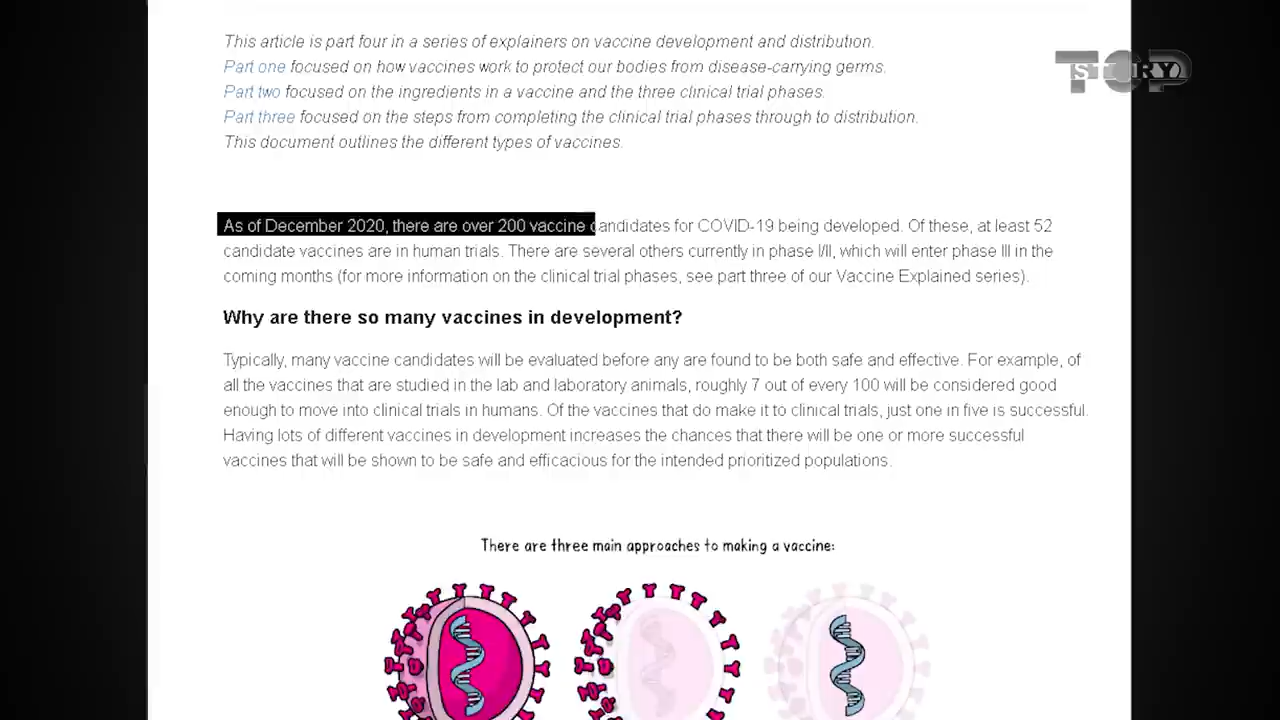 This article is part four in a series of explainers on vaccine development and distribution.
Part one focused on how vaccines work to protect our bodies from disease-carrying germs.
Part two focused on the ingredients in a vaccine and the three clinical trial phases.
Part three focused on the steps from completing the clinical trial phases through to distribution.
This document outlines the different types of vaccines.
TOP STORY
As of December 2020, there are over 200 vaccine candidates for COVID-19 being developed. Of these, at least 52
candidate vaccines are in human trials. There are several others currently in phase I/II, which will enter phase III in the
coming months (for more information on the clinical trial phases, see part three of our Vaccine Explained series).
Why are there so many vaccines in development?
Typically, many vaccine candidates will be evaluated before any are found to be both safe and effective. For example, of
all the vaccines that are studied in the lab and laboratory animals, roughly 7 out of every 100 will be considered good
enough to move into clinical trials in humans. Of the vaccines that do make it to clinical trials, just one in five is successful.
Having lots of different vaccines in development increases the chances that there will be one or more successful
vaccines that will be shown to be safe and efficacious for the intended prioritized populations.
There are three main approaches to making a vaccine: